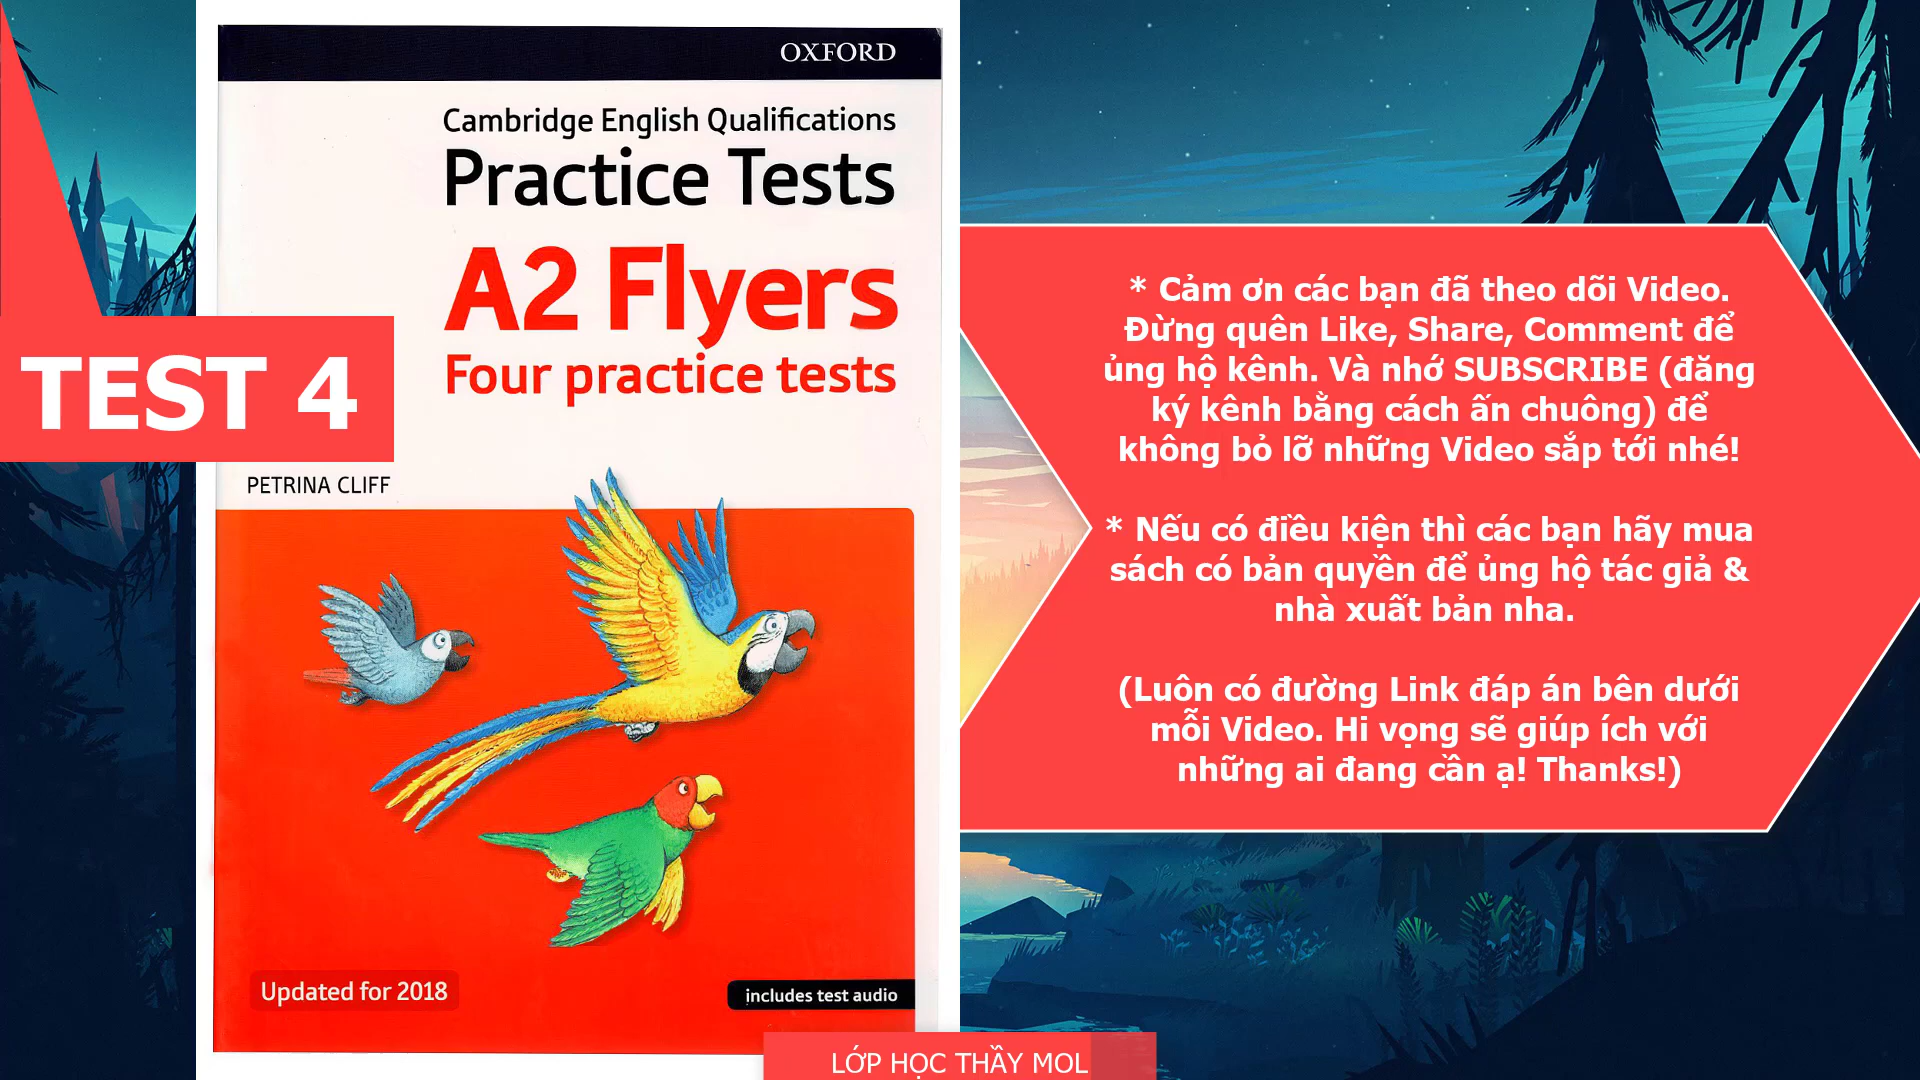 OXFORD
Cambridge English Qualifications
Practice Tests
A2 Flyers
Four practice tests
TEST 4
PETRINA CLIFF
Updated for 2018
includes test audio
* Cảm ơn các bạn đã theo dõi Video.
Đừng quên Like, Share, Comment để
ủng hộ kênh. Và nhớ SUBSCRIBE (đăng
ký kênh bằng cách ấn chuông) để
không bỏ lỡ những Video sắp tới nhé!
* Nếu có điều kiện thì các bạn hãy mua
sách có bản quyền để ủng hộ tác giả &
nhà xuất bản nha.
(Luôn có đường Link đáp án bên dưới
mỗi Video. Hi vọng sẽ giúp ích với
những ai đang cần ạ! Thanks!)
LỚP HỌC THẦY MOL